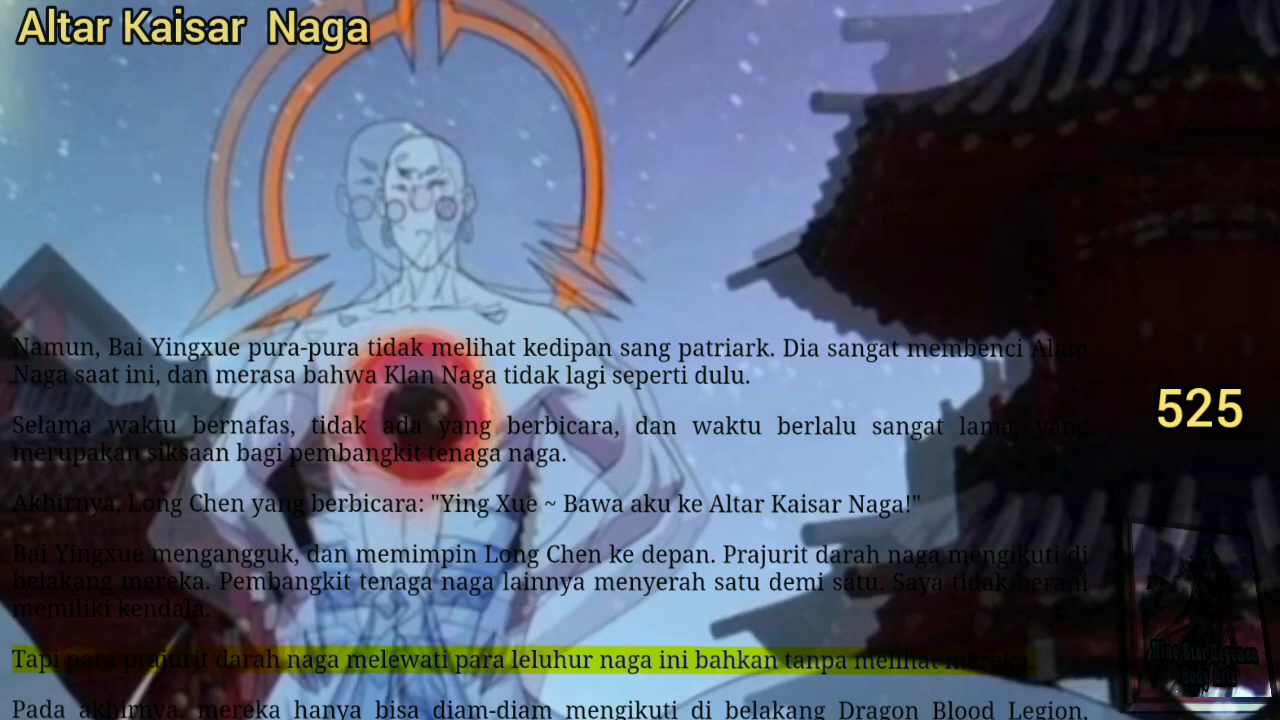 Altar Kaisar Naga
Namun, Bai Yingxue pura-pura tidak melihat kedipan sang patriark. Dia sangat membenci Alam
Naga saat ini, dan merasa bahwa Klan Naga tidak lagi seperti dulu.
Selama waktu bernafas, tidak ada yang berbicara, dan waktu berlalu sangat lama, yang
merupakan siksaan bagi pembangkit tenaga naga.
525
Akhirnya, Long Chen yang berbicara: "Ying Xue ~ Bawa aku ke Altar Kaisar Naga!"
Bai Yingxue mengangguk, dan memimpin Long Chen ke depan. Prajurit darah naga mengikuti di
belakang mereka. Pembangkit tenaga naga lainnya menyerah satu demi satu. Saya tidak berani
memiliki kendala.
Tapi para prajurit darah naga melewati para leluhur naga ini bahkan tanpa melihat mereka.
Pada akhirnya, mereka hanya bisa diam-diam mengikuti di belakang Dragon Blood Legion,
Nine Star Hegemon
Body Arts